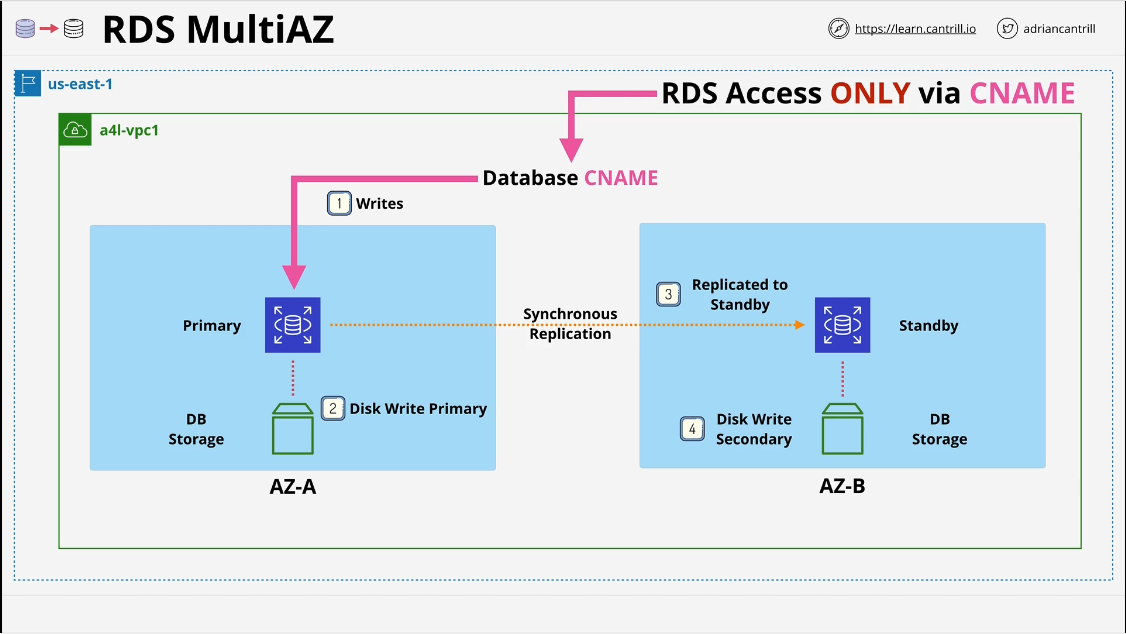 RDS MultiAZ
https://learn.cantrill.io
adriancantrill
us-east-1
RDS Access ONLY via CNAME
a4l-vpc1
Database CNAME
1 Writes
3 Replicated to
Standby
Primary
Synchronous
Replication
Standby
2 Disk Write Primary
DB
Storage
4 Disk Write
Secondary
DB
Storage
AZ-A
AZ-B